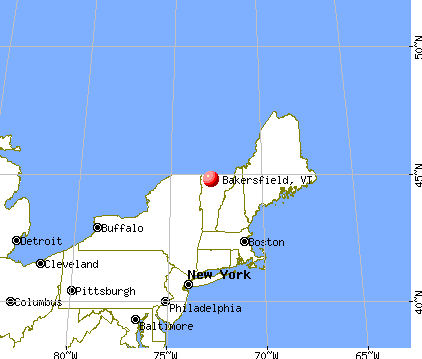 50°N
45°N
Bakersfield, VT
Buffalo
Detroit
Boston
Cleveland
New York
Pittsburgh
Columbus
40°N
Philadelphia
Baltimore
80°W
75°W
70°W
65°W